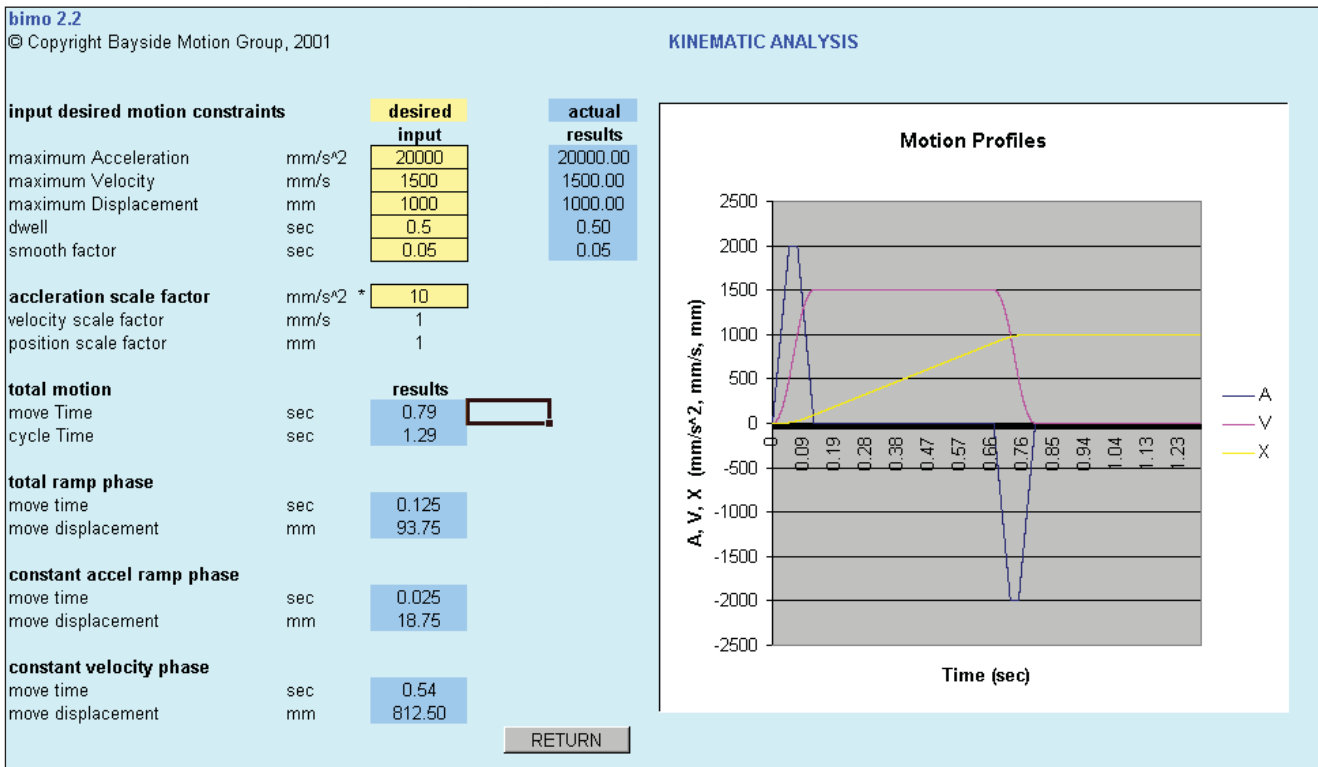 bimo 2.2
© Copyright Bayside Motion Group, 2001
KINEMATIC ANALYSIS
input desired motion constraints desired actual
input results
maximum Acceleration mm/s^2 20000 20000.00
maximum Velocity mm/s 1500 1500.00
maximum Displacement mm 1000 1000.00
dwell sec 0.5 0.50
smooth factor sec 0.05 0.05
accleration scale factor mm/s^2 * 10
velocity scale factor mm/s 1
position scale factor mm 1
total motion results
move Time sec 0.79
cycle Time sec 1.29
total ramp phase
move time sec 0.125
move displacement mm 93.75
constant accel ramp phase
move time sec 0.025
move displacement mm 18.75
constant velocity phase
move time sec 0.54
move displacement mm 812.50
RETURN
Motion Profiles
2500
2000
1500
1000
500
0
-500
-1000
-1500
-2000
-2500
A, V, X (mm/s^2, mm/s, mm)
0 0.09 0.19 0.28 0.38 0.47 0.57 0.66 0.76 0.85 0.94 1.04 1.13 1.23
Time (sec)
A
V
X